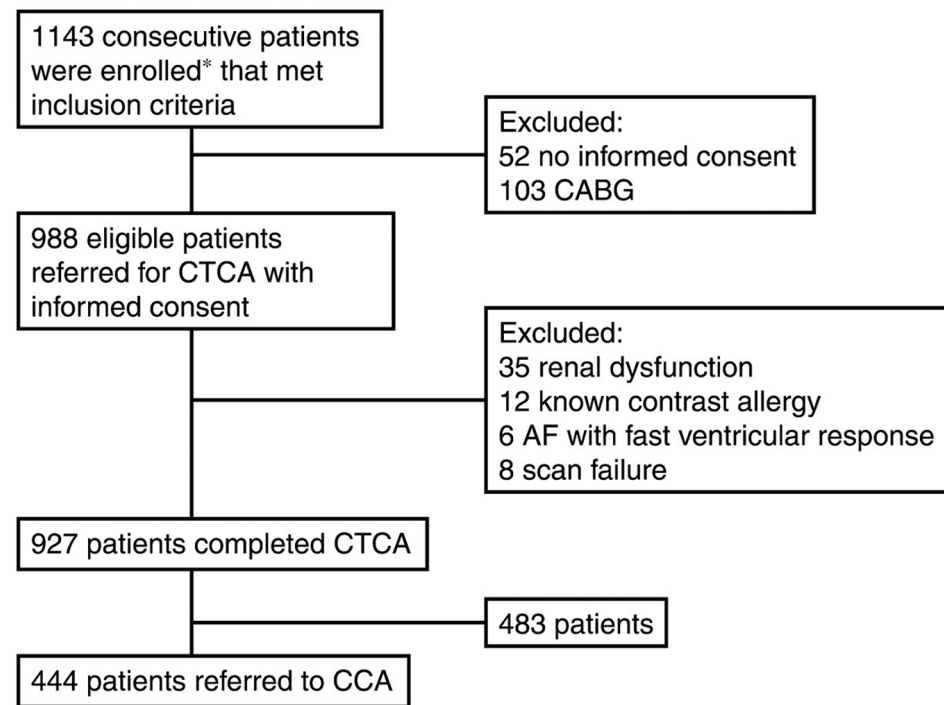 1143 consecutive patients
were enrolled* that met
inclusion criteria
Excluded:
52 no informed consent
103 CABG
988 eligible patients
referred for CTCA with
informed consent
Excluded:
35 renal dysfunction
12 known contrast allergy
6 AF with fast ventricular response
8 scan failure
927 patients completed CTCA
483 patients
444 patients referred to CCA